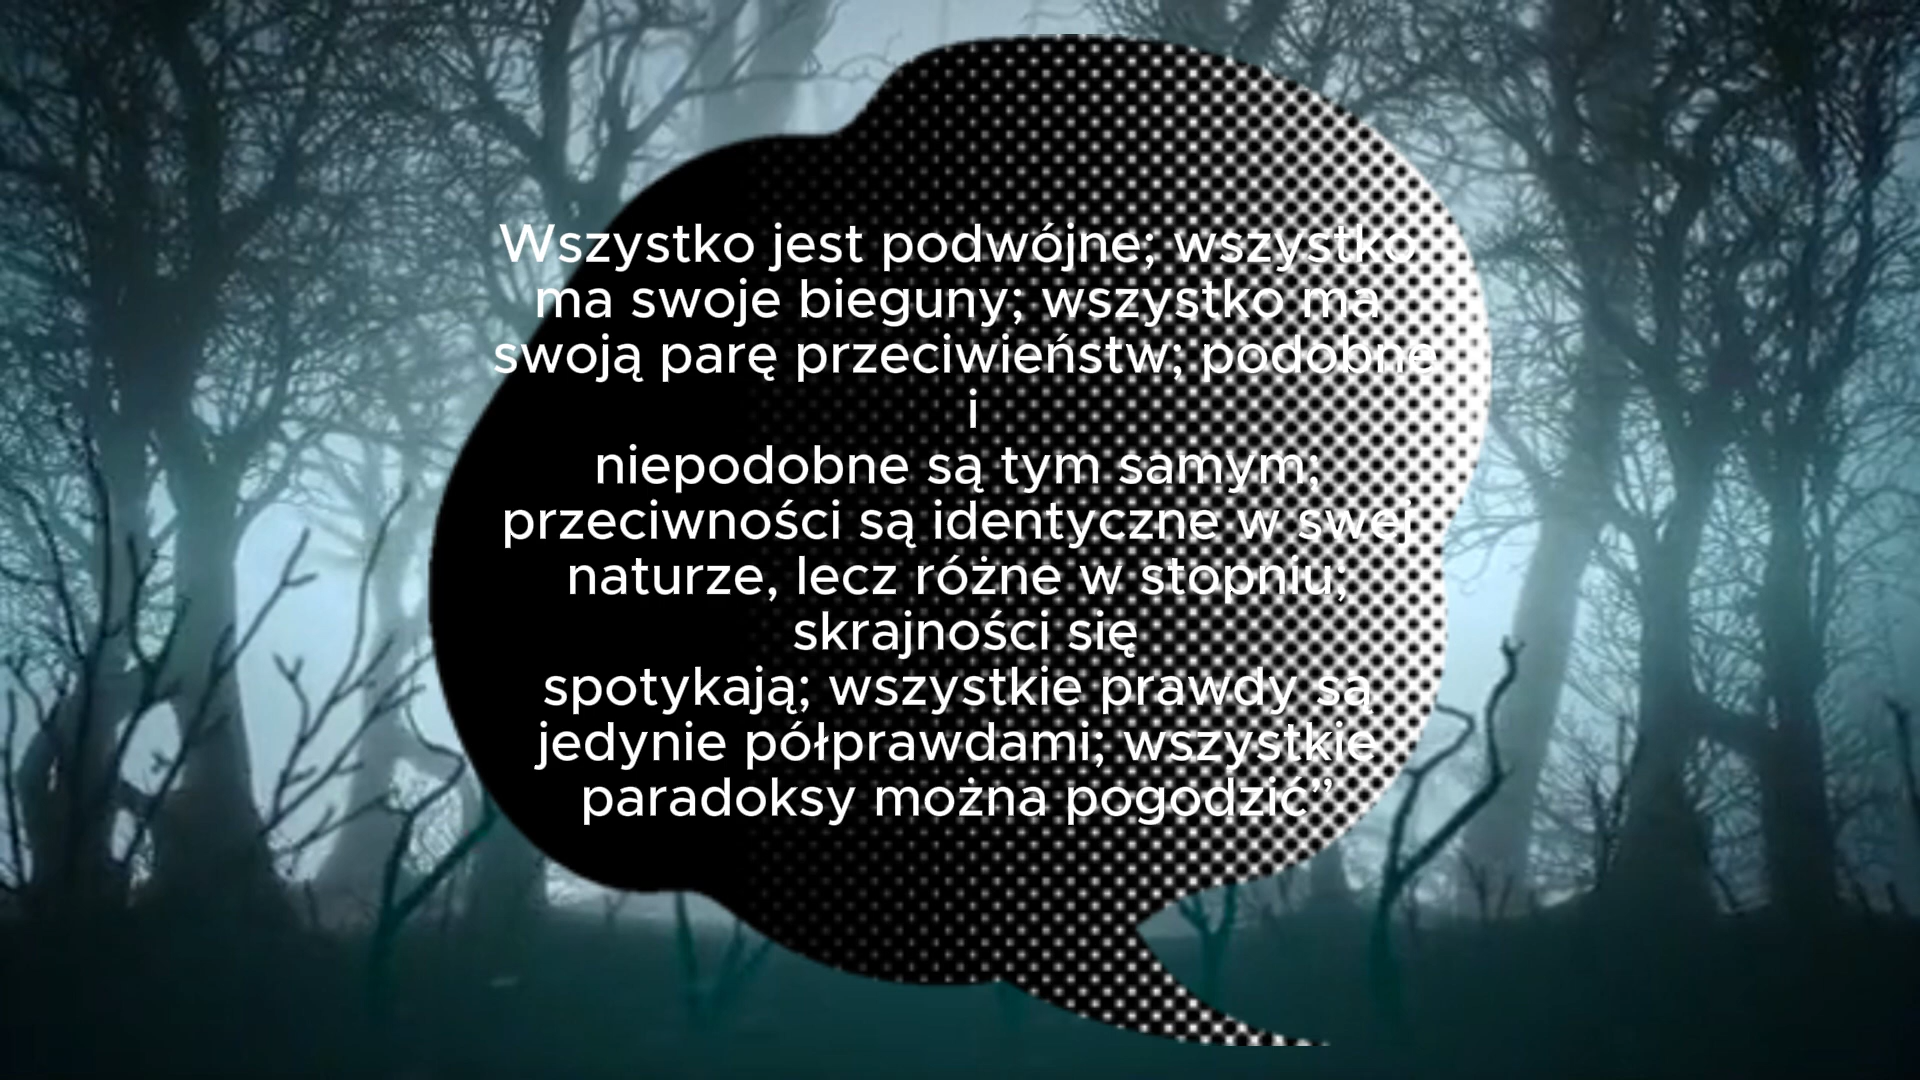 Wszystko jest podwójne; wszystko
ma swoje bieguny; wszystko ma
swoją parę przeciwieństw; podobne
i
niepodobne są tym samym;
przeciwności są identyczne w swej
naturze, lecz różne w stopniu;
skrajności się
spotykają; wszystkie prawdy są
jedynie półprawdami; wszystkie
paradoksy można pogodzić”